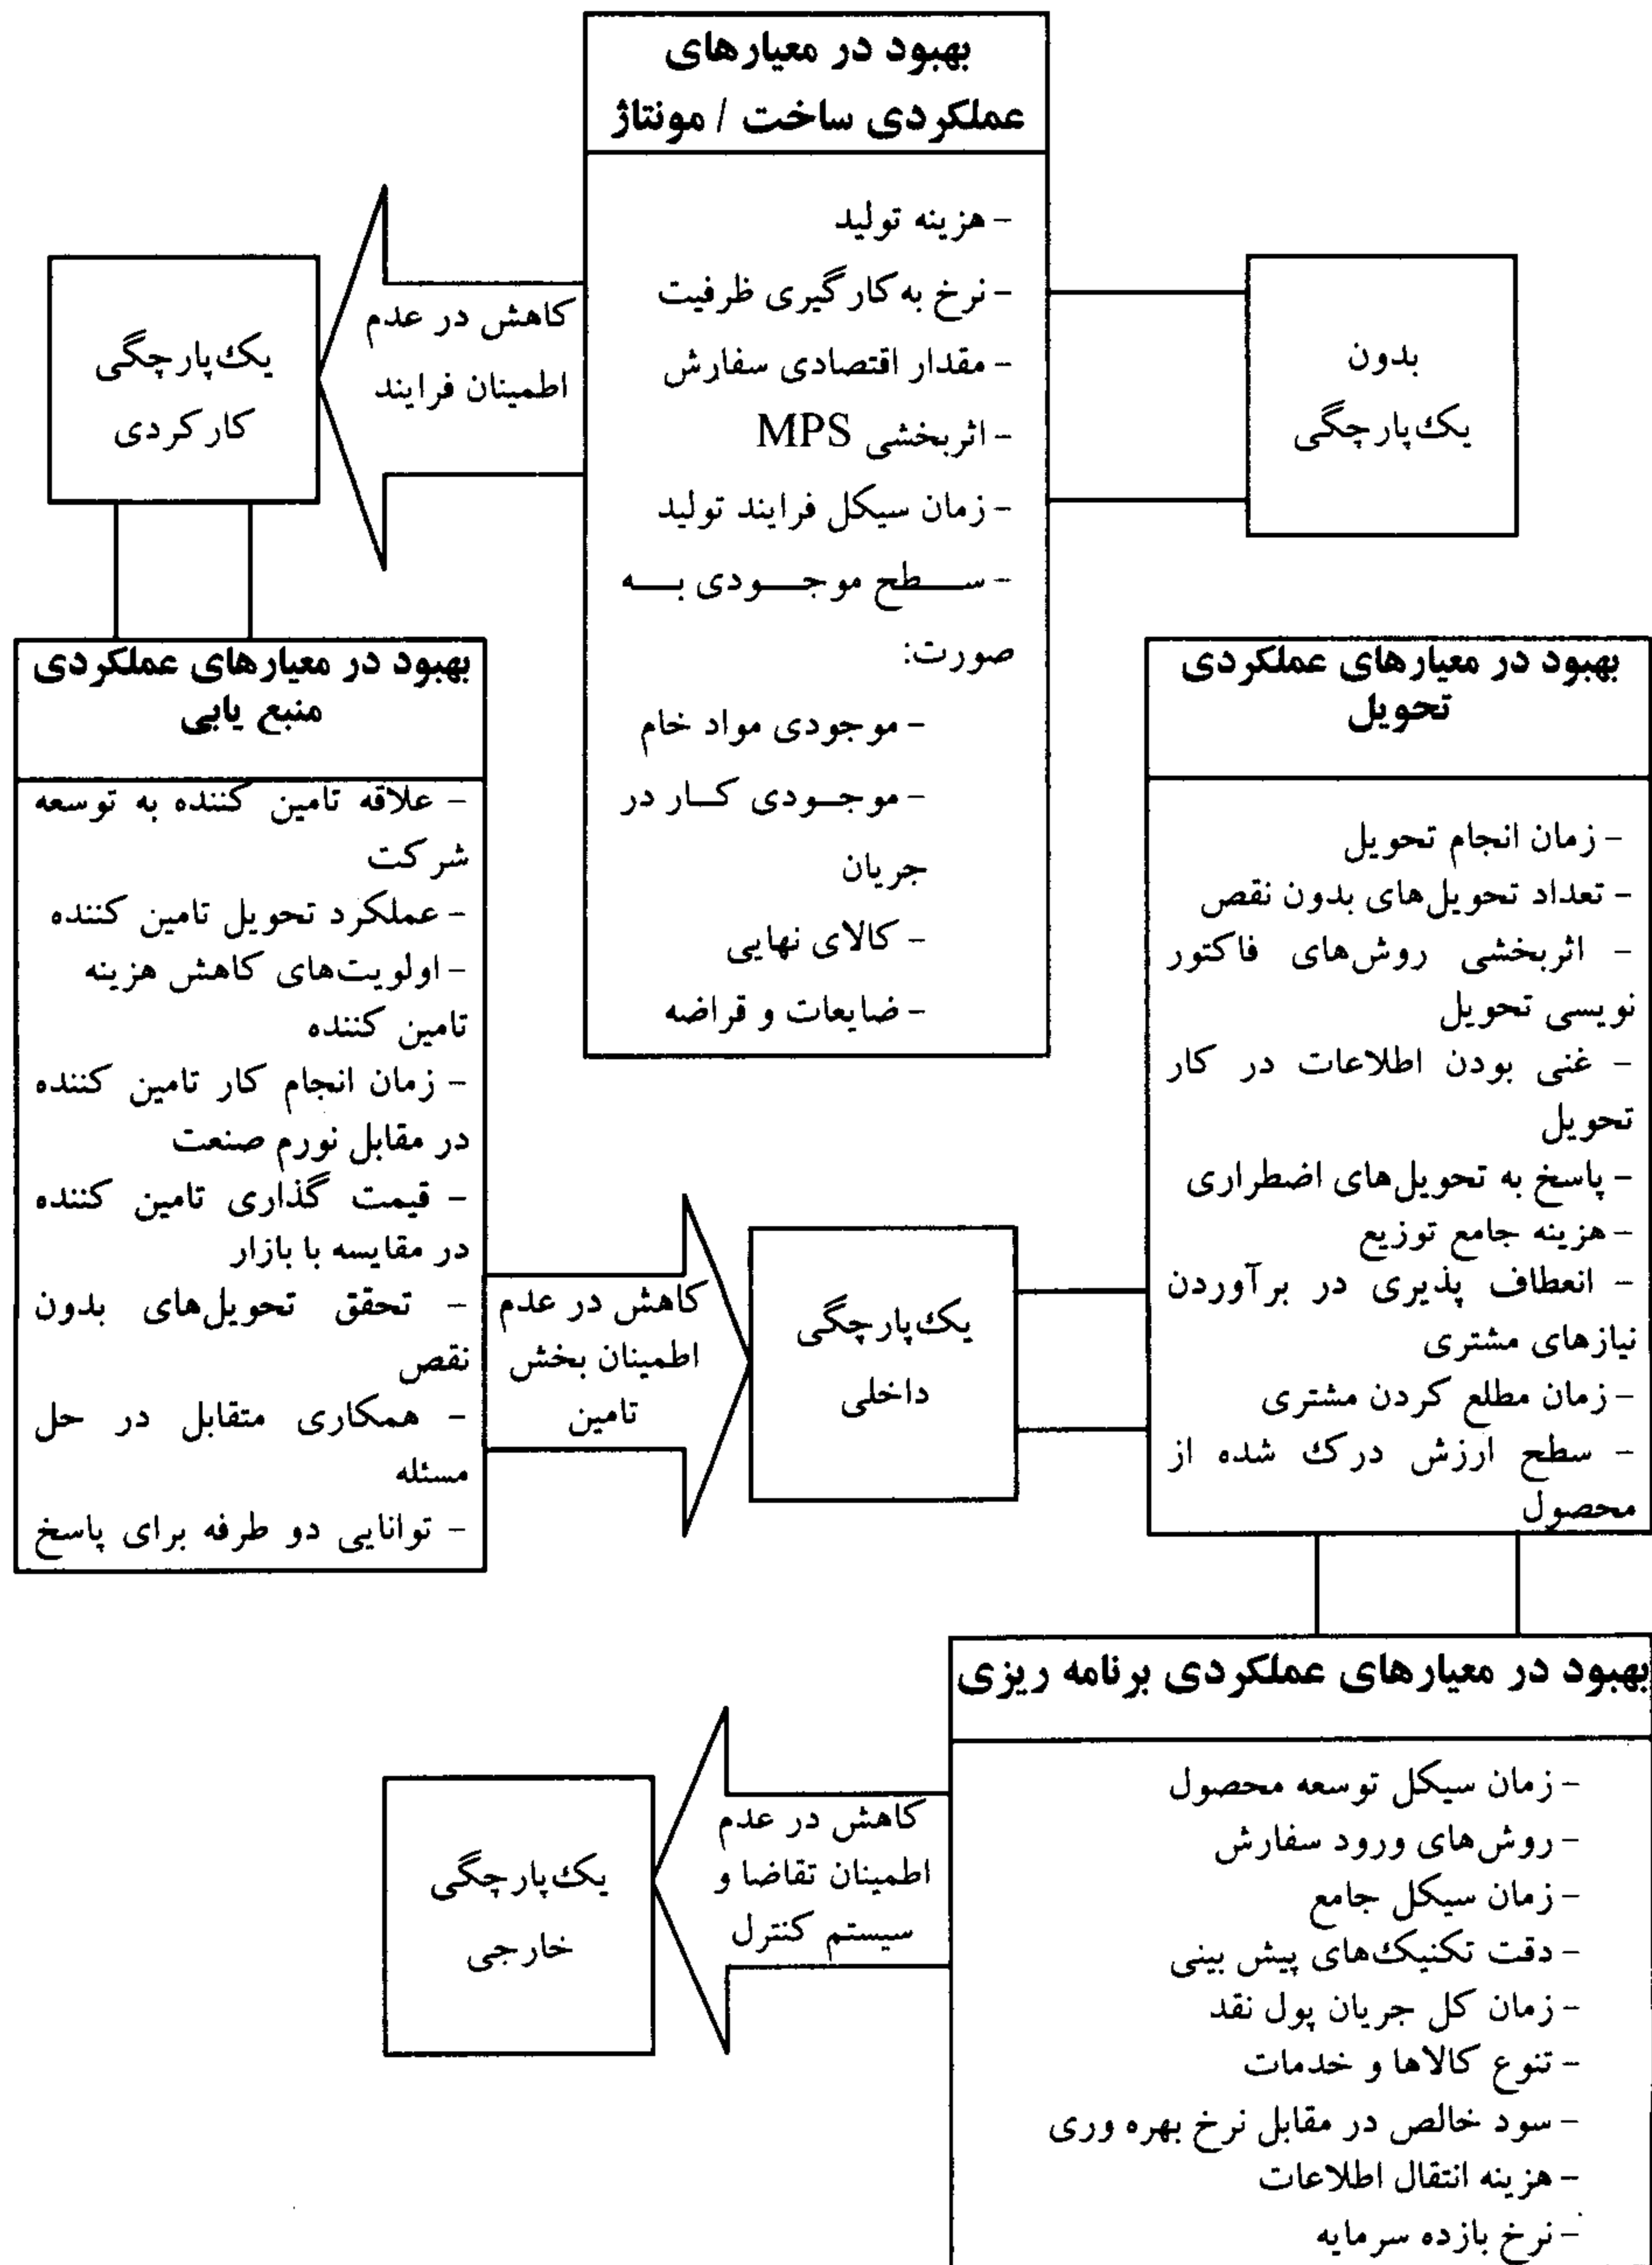 بهبود در معیارهای
عملکردی ساخت / مونتاژ
- هزینه تولید
- نرخ به‌کارگیری ظرفیت
- مقدار اقتصادی سفارش
- اثربخشی MPS
- زمان سیکل فرایند تولید
- سطح موجودی به
صورت:
- موجودی مواد خام
- موجودی کار در
جریان
- کالای نهایی
- ضایعات و قراضه
بدون
یک‌پارچگی
کاهش در عدم
اطمینان فرایند
یک‌پارچگی
کارکردی
بهبود در معیارهای عملکردی
منبع یابی
- علاقه تامین کننده به توسعه
شرکت
- عملکرد تحویل تامین کننده
- اولویت‌های کاهش هزینه
تامین کننده
- زمان انجام کار تامین کننده
در مقابل نورم صنعت
- قیمت گذاری تامین کننده
در مقایسه با بازار
- تحقق تحویل‌های بدون
نقص
- همکاری متقابل در حل
مسئله
- توانایی دو طرفه برای پاسخ
کاهش در عدم
اطمینان بخش
تامین
یک‌پارچگی
داخلی
بهبود در معیارهای عملکردی
تحویل
- زمان انجام تحویل
- تعداد تحویل‌های بدون نقص
- اثربخشی روش‌های فاکتور
نویسی تحویل
- غنی بودن اطلاعات در کار
تحویل
- پاسخ به تحویل‌های اضطراری
- هزینه جامع توزیع
- انعطاف پذیری در برآوردن
نیازهای مشتری
- زمان مطلع کردن مشتری
- سطح ارزش درک شده از
محصول
بهبود در معیارهای عملکردی برنامه ریزی
- زمان سیکل توسعه محصول
- روش‌های ورود سفارش
- زمان سیکل جامع
- دقت تکنیک‌های پیش بینی
- زمان کل جریان پول نقد
- تنوع کالاها و خدمات
- سود خالص در مقابل نرخ بهره وری
- هزینه انتقال اطلاعات
- نرخ بازده سرمایه
کاهش در عدم
اطمینان تقاضا و
سیستم کنترل
یک‌پارچگی
خارجی